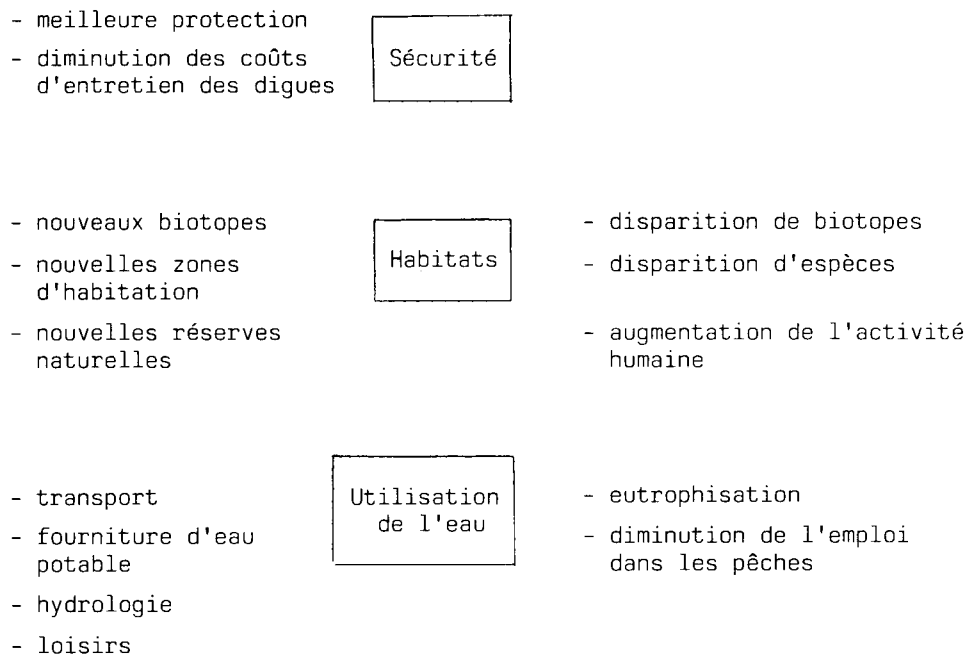 - meilleure protection
- diminution des coûts
d'entretien des digues
Sécurité
- nouveaux biotopes
- nouvelles zones
d'habitation
- nouvelles réserves
naturelles
Habitats
- disparition de biotopes
- disparition d'espèces
- augmentation de l'activité
humaine
- transport
- fourniture d'eau
potable
- hydrologie
- loisirs
Utilisation
de l'eau
- eutrophisation
- diminution de l'emploi
dans les pêches